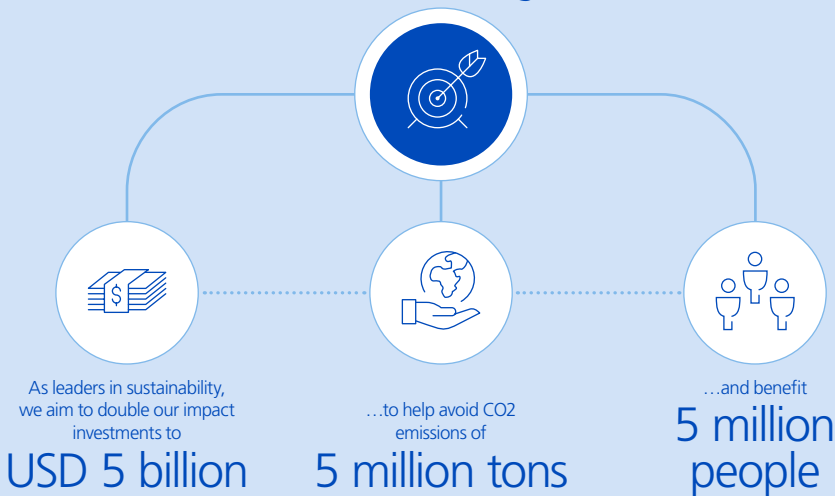 As leaders in sustainability,
we aim to double our impact
investments to
USD 5 billion
…to help avoid CO2
emissions of
5 million tons
…and benefit
5 million
people
$